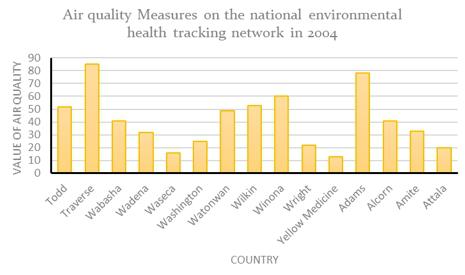 Air quality Measures on the national environmental
health tracking network in 2004
VALUE OF AIR QUALITY
90
80
70
60
50
40
30
20
10
0
Todd
Traverse
Wabasha
Wadena
Waseca
Washington
Watonwan
Wilkin
Winona
Wright
Yellow Medicine
Adams
Alcorn
Amite
Attala
COUNTRY